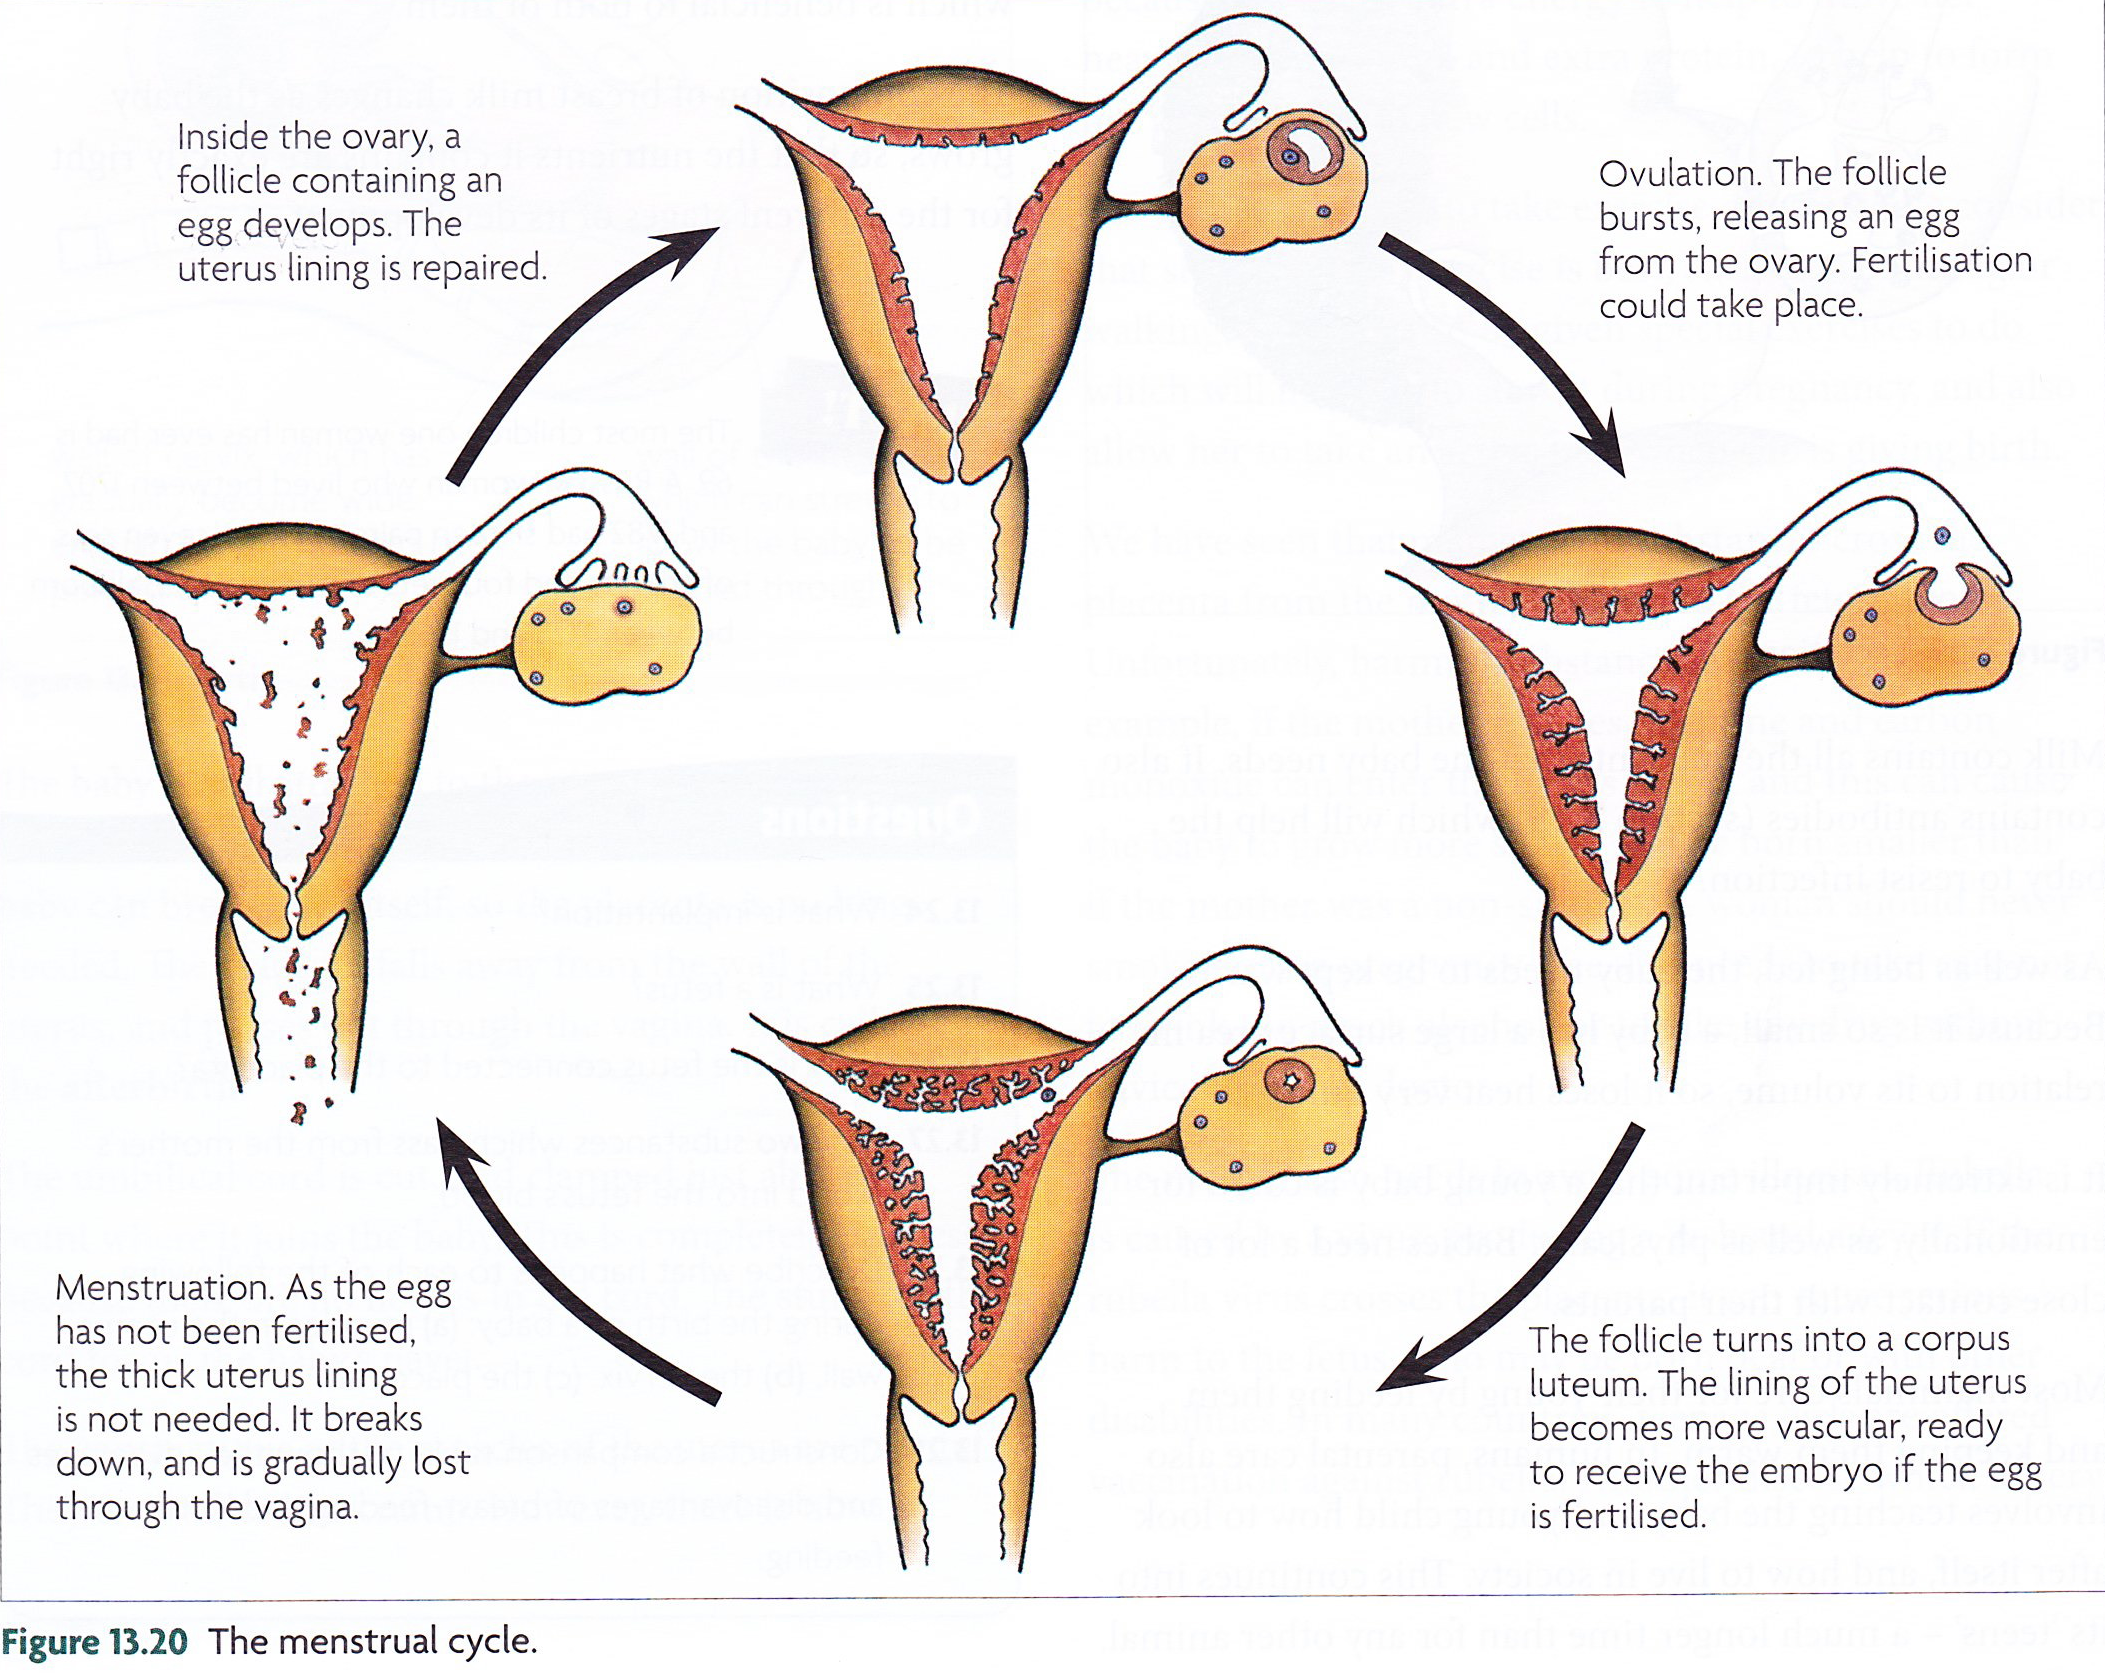 Inside the ovary, a
follicle containing an
egg develops. The
uterus lining is repaired.
Ovulation. The follicle
bursts, releasing an egg
from the ovary. Fertilisation
could take place.
The follicle turns into a corpus
luteum. The lining of the uterus
becomes more vascular, ready
to receive the embryo if the egg
is fertilised.
Menstruation. As the egg
has not been fertilised,
the thick uterus lining
is not needed. It breaks
down, and is gradually lost
through the vagina.
Figure 13.20 The menstrual cycle.